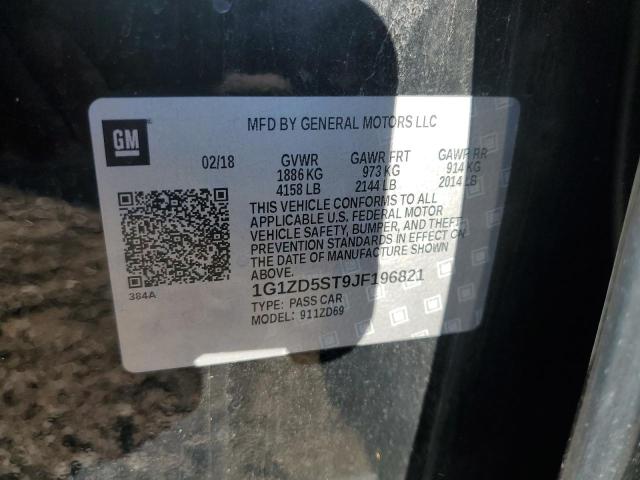 GM
MFD BY GENERAL MOTORS LLC
02/18 GVWR GAWR FRT GAWR RR
1886 KG 973 KG 914 KG
4158 LB 2144 LB 2014 LB
THIS VEHICLE CONFORMS TO ALL
APPLICABLE U.S. FEDERAL MOTOR
VEHICLE SAFETY, BUMPER, AND THEFT
PREVENTION STANDARDS IN EFFECT ON
THE DATE OF MANUFACTURE SHOWN
ABOVE.
384A
1G1ZD5ST9JF196821
TYPE: PASS CAR
MODEL: 911ZD69